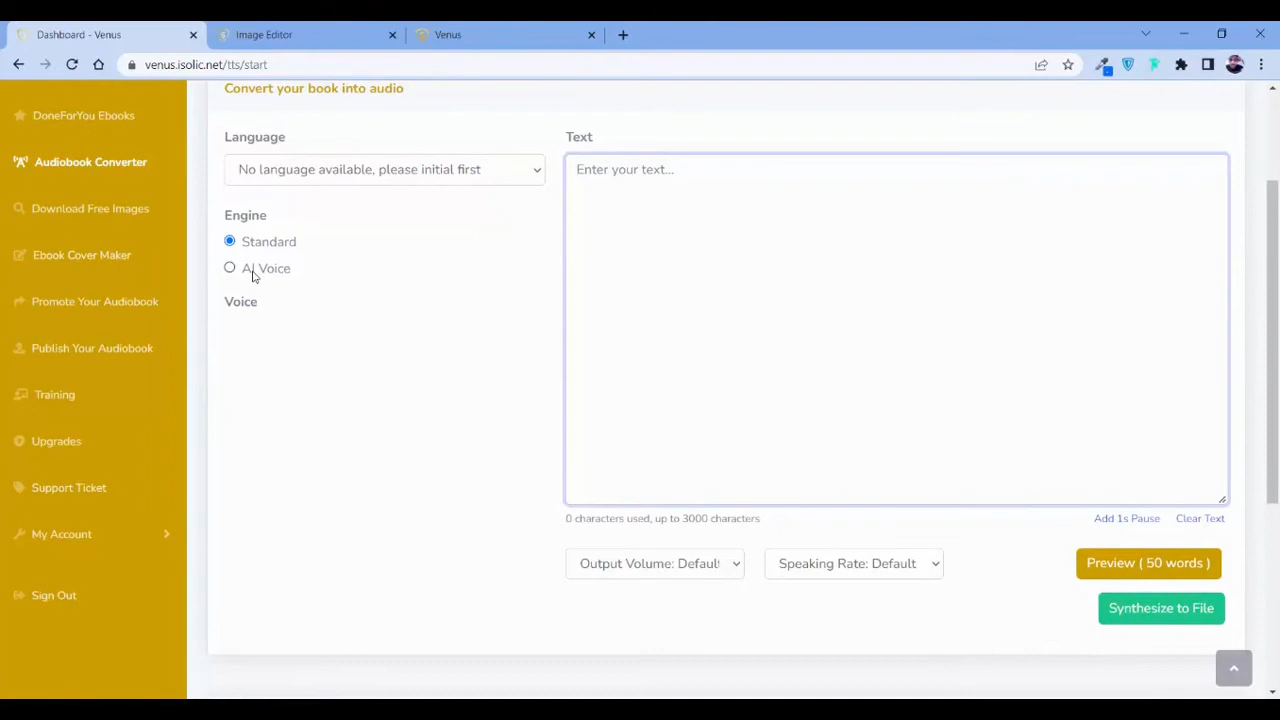 Dashboard - Venus
Image Editor
Venus
venus.isolic.net/tts/start
DoneForYou Ebooks
Audiobook Converter
Download Free Images
Ebook Cover Maker
Promote Your Audiobook
Publish Your Audiobook
Training
Upgrades
Support Ticket
My Account
Sign Out
Convert your book into audio
Language
No language available, please initial first
Engine
Standard
AI Voice
Voice
Text
Enter your text...
0 characters used, up to 3000 characters
Add 1s Pause
Clear Text
Output Volume: Default
Speaking Rate: Default
Preview ( 50 words )
Synthesize to File